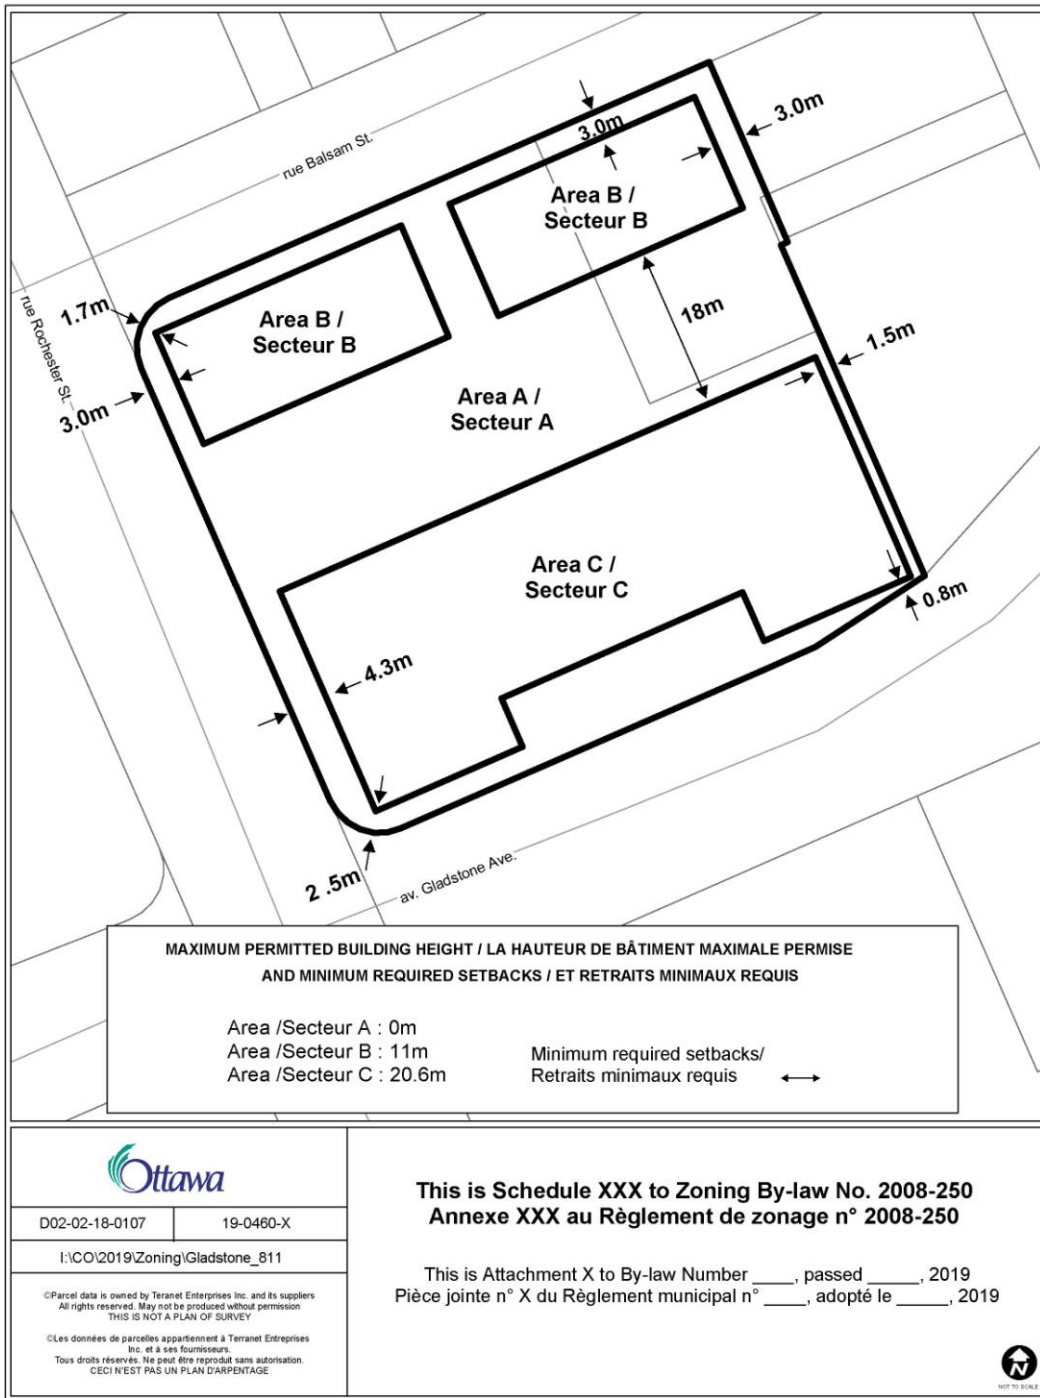 rue Balsam St.
3.0m
3.0m
Area B /
Secteur B
1.7m
rue Rochester St.
Area B /
Secteur B
18m
1.5m
3.0m
Area A /
Secteur A
Area C /
Secteur C
0.8m
4.3m
2 .5m
av. Gladstone Ave.
MAXIMUM PERMITTED BUILDING HEIGHT / LA HAUTEUR DE BÂTIMENT MAXIMALE PERMISE
AND MINIMUM REQUIRED SETBACKS / ET RETRAITS MINIMAUX REQUIS
Area /Secteur A : 0m
Area /Secteur B : 11m
Area /Secteur C : 20.6m
Minimum required setbacks/
Retraits minimaux requis
Ottawa
D02-02-18-0107
19-0460-X
I:\CO\2019\Zoning\Gladstone_811
©Parcel data is owned by Teranet Enterprises Inc. and its suppliers
All rights reserved. May not be produced without permission
THIS IS NOT A PLAN OF SURVEY
©Les données de parcelles appartiennent à Terranet Entreprises
Inc. et à ses fournisseurs.
Tous droits réservés. Ne peut être reproduit sans autorisation.
CECI N'EST PAS UN PLAN D'ARPENTAGE
This is Schedule XXX to Zoning By-law No. 2008-250
Annexe XXX au Règlement de zonage n° 2008-250
This is Attachment X to By-law Number ____, passed _____, 2019
Pièce jointe n° X du Règlement municipal n° ____, adopté le _____, 2019
N
NOT TO SCALE